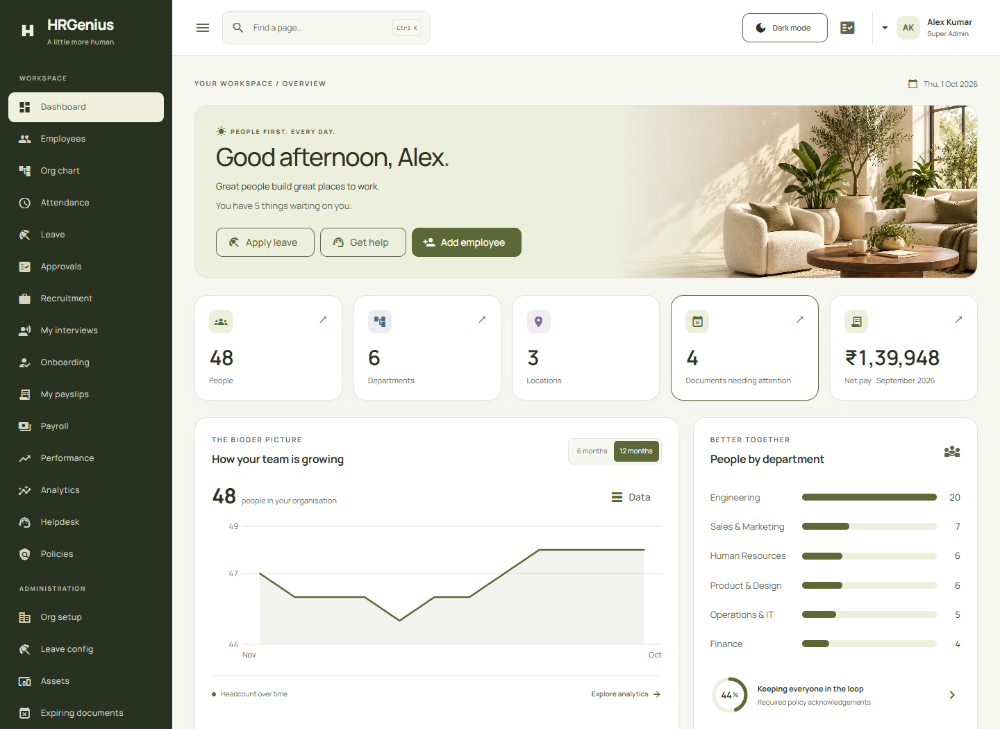 HRGenius
A little more human.
WORKSPACE
Dashboard
Employees
Org chart
Attendance
Leave
Approvals
Recruitment
My interviews
Onboarding
My payslips
Payroll
Performance
Analytics
Helpdesk
Policies
ADMINISTRATION
Org setup
Leave config
Assets
Expiring documents
Find a page...
Ctrl K
Dark mode
AK
Alex Kumar
Super Admin
YOUR WORKSPACE / OVERVIEW
Thu, 1 Oct 2026
PEOPLE FIRST. EVERY DAY.
Good afternoon, Alex.
Great people build great places to work.
You have 5 things waiting on you.
Apply leave
Get help
Add employee
48
People
6
Departments
3
Locations
4
Documents needing attention
₹1,39,948
Net pay · September 2026
THE BIGGER PICTURE
How your team is growing
6 months
12 months
48 people in your organisation
Data
49
47
44
Nov
Oct
Headcount over time
Explore analytics
BETTER TOGETHER
People by department
Engineering 20
Sales & Marketing 7
Human Resources 6
Product & Design 6
Operations & IT 5
Finance 4
44%
Keeping everyone in the loop
Required policy acknowledgements